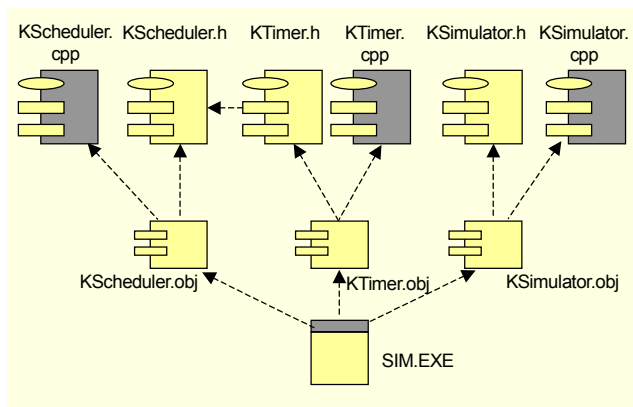 KScheduler.
cpp
KScheduler.h
KTimer.h
KTimer.
cpp
KSimulator.h
KSimulator.
cpp
KScheduler.obj
KTimer.obj
KSimulator.obj
SIM.EXE